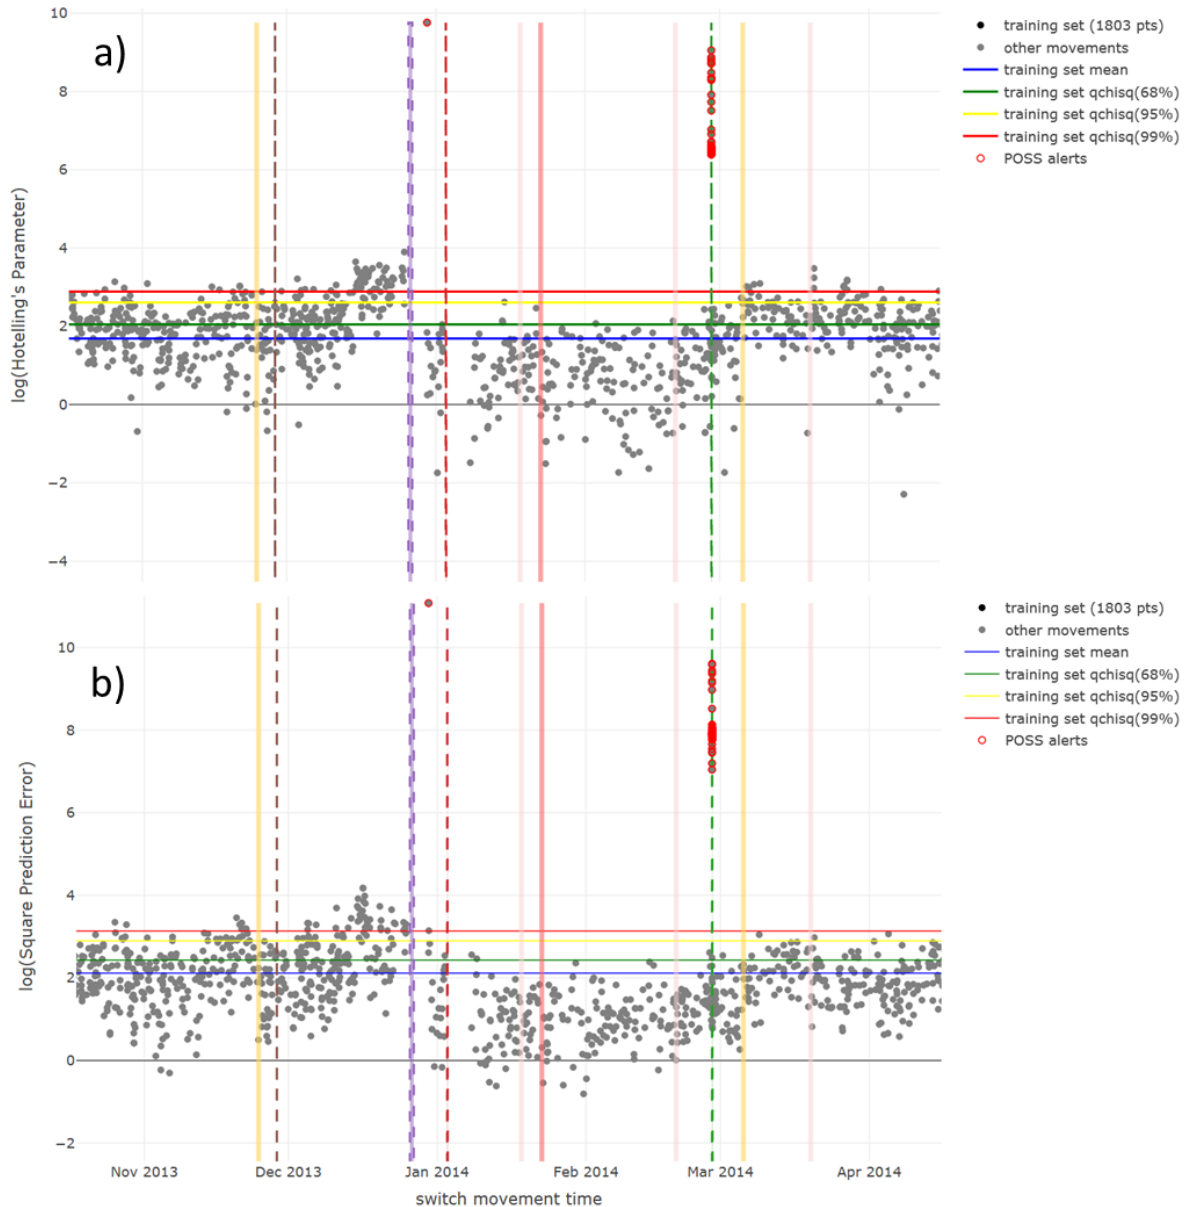 a)
log(Hotelling's Parameter)
10
8
6
4
2
0
−2
−4
training set (1803 pts)
other movements
training set mean
training set qchisq(68%)
training set qchisq(95%)
training set qchisq(99%)
POSS alerts
b)
log(Square Prediction Error)
10
8
6
4
2
0
−2
training set (1803 pts)
other movements
training set mean
training set qchisq(68%)
training set qchisq(95%)
training set qchisq(99%)
POSS alerts
Nov 2013 Dec 2013 Jan 2014 Feb 2014 Mar 2014 Apr 2014
switch movement time